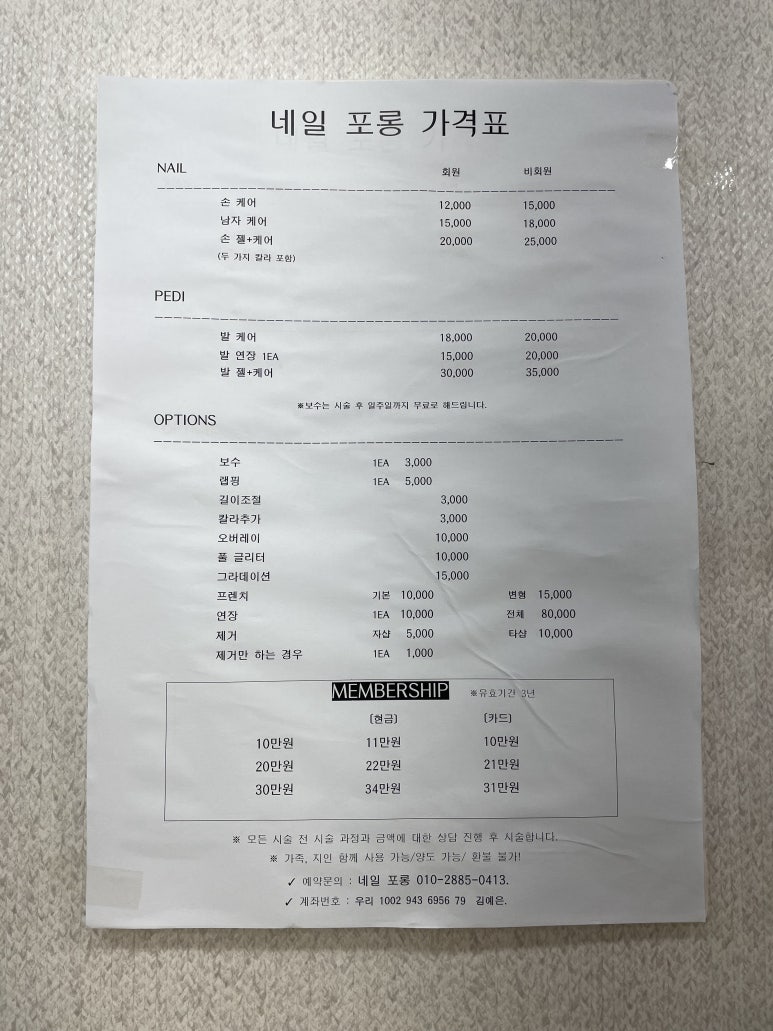 네일 포롱 가격표
NAIL 회원 비회원
손 케어 12,000 15,000
남자 케어 15,000 18,000
손 젤+케어 20,000 25,000
(두 가지 칼라 포함)
PEDI
발 케어 18,000 20,000
발 연장 1EA 15,000 20,000
발 젤+케어 30,000 35,000
※보수는 시술 후 일주일까지 무료로 해드립니다.
OPTIONS
보수 1EA 3,000
랩핑 1EA 5,000
길이조절 3,000
칼라추가 3,000
오버레이 10,000
풀 글리터 10,000
그라데이션 15,000
프렌치 기본 10,000 변형 15,000
연장 1EA 10,000 전체 80,000
제거 자샵 5,000 타샵 10,000
제거만 하는 경우 1EA 1,000
MEMBERSHIP ※유효기간 3년
(현금) (카드)
10만원 11만원 10만원
20만원 22만원 21만원
30만원 34만원 31만원
※ 모든 시술 전 시술 과정과 금액에 대한 상담 진행 후 시술합니다.
※ 가족, 지인 함께 사용 가능/양도 가능/ 환불 불가!
✓ 예약문의 : 네일 포롱 010-2885-0413.
✓ 계좌번호 : 우리 1002 943 6956 79 김예은.